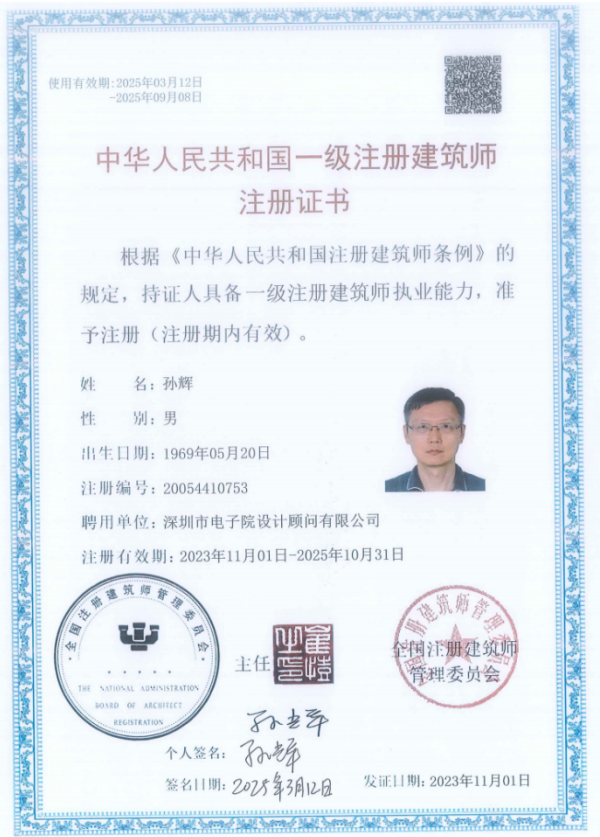 使用有效期:2025年03月12日
-2025年09月08日
中华人民共和国一级注册建筑师
注册证书
根据《中华人民共和国注册建筑师条例》的
规定，持证人具备一级注册建筑师执业能力，准
予注册（注册期内有效）。
姓 名：孙辉
性 别：男
出生日期：1969年05月20日
注册编号：20054410753
聘用单位：深圳市电子院设计顾问有限公司
注册有效期：2023年11月01日-2025年10月31日
全国注册建筑师管理委员会
THE NATIONAL ADMINISTRATION
BOARD OF ARCHITECT
REGISTRATION
主任
全国注册建筑师
管理委员会
个人签名：孙辉
签名日期：2025年3月12日
发证日期：2023年11月01日